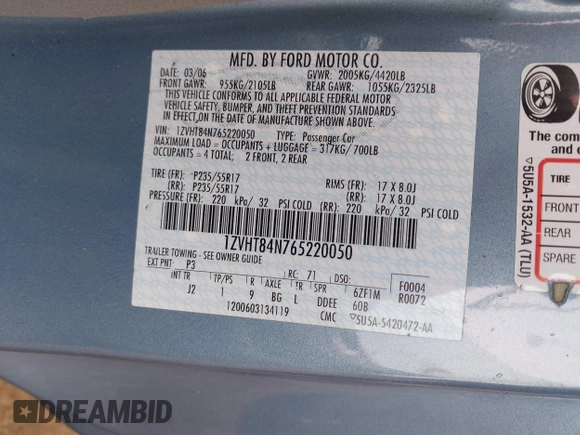 MFD. BY FORD MOTOR CO.
DATE: 03/06 GVWR: 2005KG/4420LB
FRONT GAWR: 955KG/2105LB REAR GAWR: 1055KG/2325LB
THIS VEHICLE CONFORMS TO ALL APPLICABLE FEDERAL MOTOR
VEHICLE SAFETY, BUMPER, AND THEFT PREVENTION STANDARDS
IN EFFECT ON THE DATE OF MANUFACTURE SHOWN ABOVE.
VIN: 1ZVHT84N765220050 TYPE: Passenger Car
MAXIMUM LOAD = OCCUPANTS + LUGGAGE = 317KG/700LB
OCCUPANTS = 4 TOTAL: 2 FRONT, 2 REAR
TIRE (FR): P235/55R17 RIMS (FR): 17 X 8.0J
(RR): P235/55R17 (RR): 17 X 8.0J
PRESSURE (FR): 220 kPa/ 32 PSI COLD (RR): 220 kPa/ 32 PSI COLD
1ZVHT84N765220050
TRAILER TOWING - SEE OWNER GUIDE
EXT PNT: P3 RC: 71 DSO: F0004
INT TR TP/PS R AXLE TR SPR 6ZF1M R0072
J2 1 9 BG L DDEE 60B
1200603134119 CMC ▽5U5A-5420472-AA
The com
and c
TIRE
FRONT
REAR
SPARE
▽5U5A-1532-AA (TLU)
DREAMBID